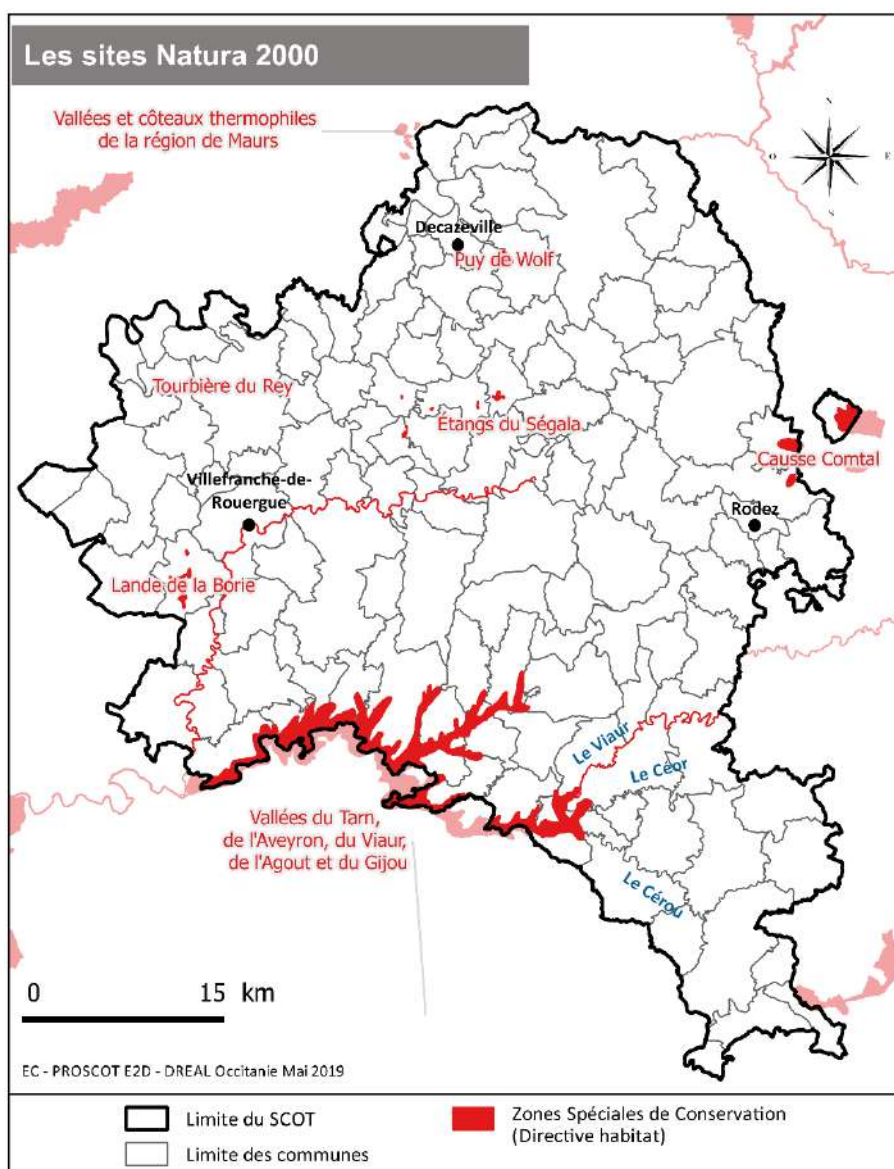 Les sites Natura 2000
Vallées et côteaux thermophiles
de la région de Maurs
N
O
E
S
Decazeville
Puy de Wolf
Tourbière du Rey
Étangs du Ségala
Causse Comtal
Villefranche-de-
Rouergue
Rodez
Lande de la Borie
Le Viaur
Le Céor
Vallées du Tarn,
de l'Aveyron, du Viaur,
de l'Agout et du Gijou
Le Cérou
0 15 km
EC - PROSCOT E2D - DREAL Occitanie Mai 2019
Limite du SCOT
Limite des communes
Zones Spéciales de Conservation
(Directive habitat)